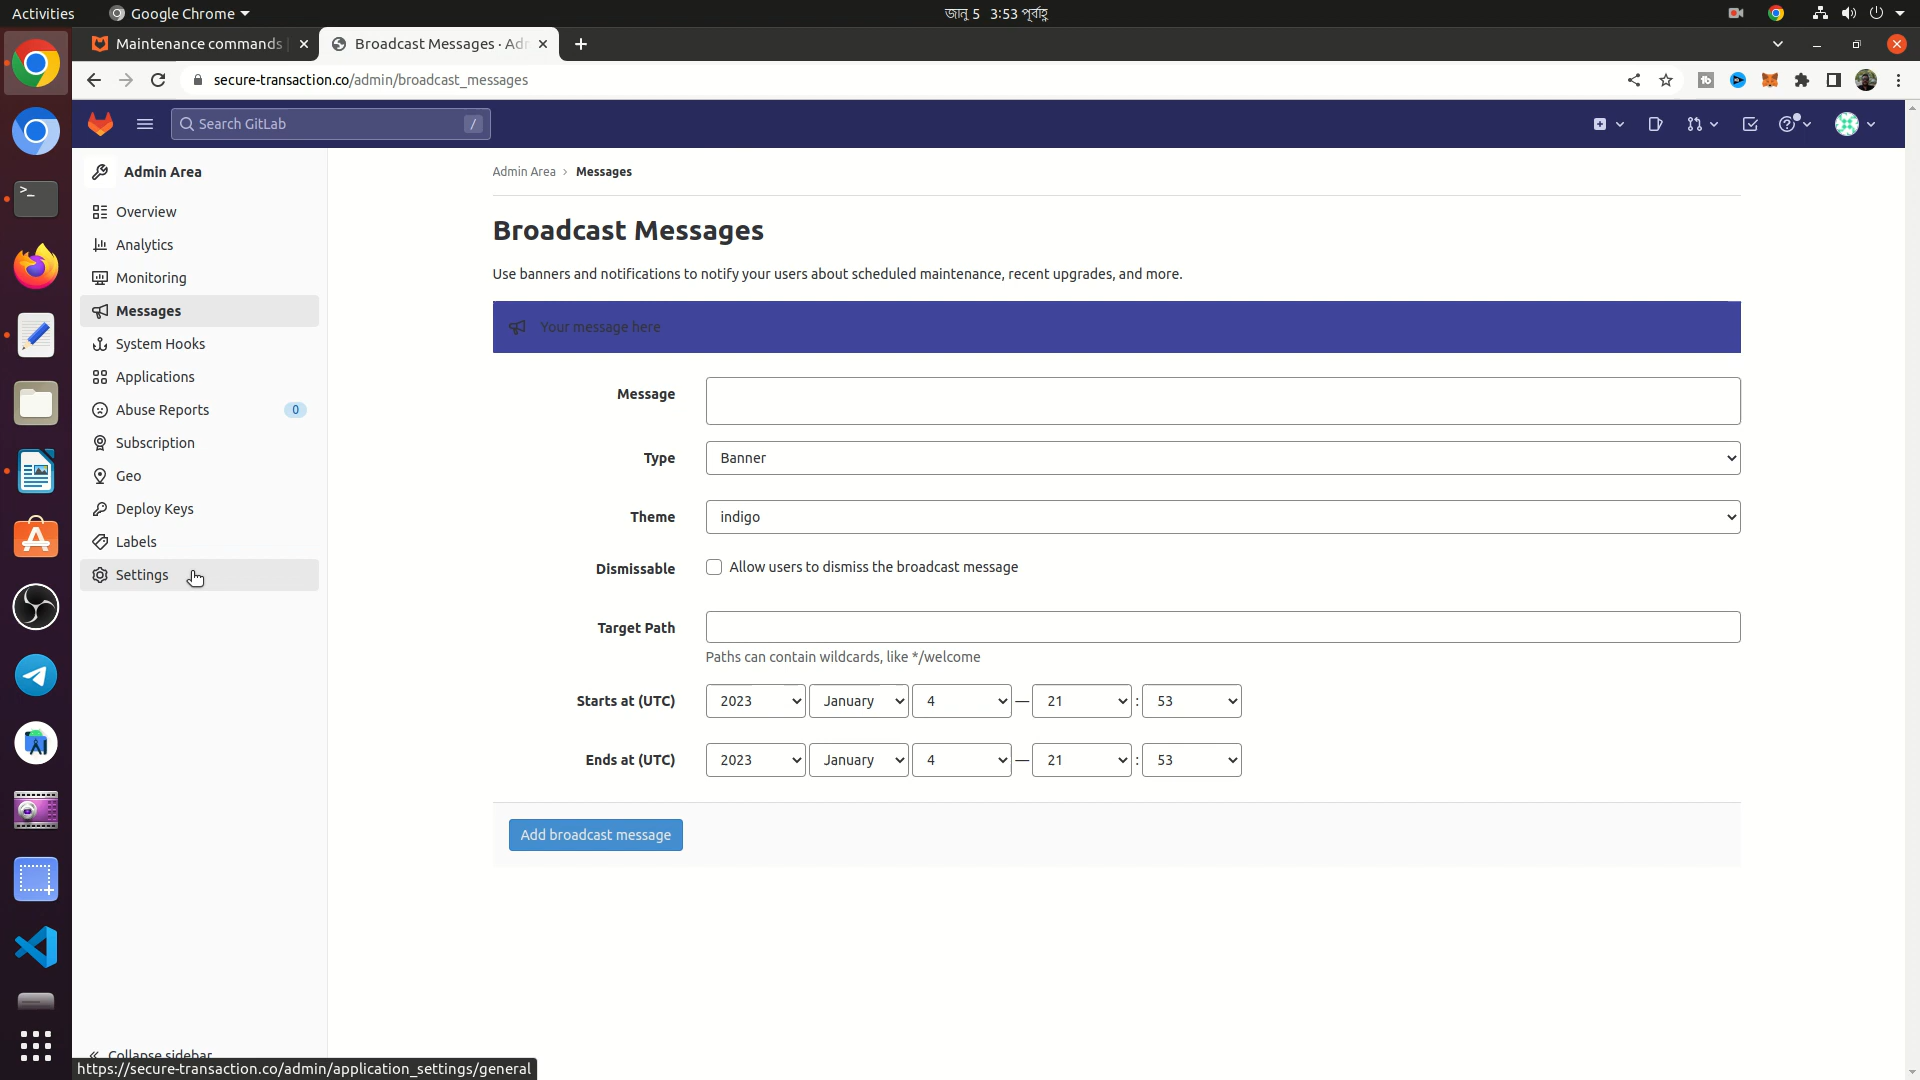 Activities
Google Chrome
জানু 5 3:53 পূর্বাহ্ণ
Maintenance commands
Broadcast Messages · Adm
secure-transaction.co/admin/broadcast_messages
Search GitLab /
Admin Area
Overview
Analytics
Monitoring
Messages
System Hooks
Applications
Abuse Reports 0
Subscription
Geo
Deploy Keys
Labels
Settings
Collapse sidebar
https://secure-transaction.co/admin/application_settings/general
Admin Area › Messages
Broadcast Messages
Use banners and notifications to notify your users about scheduled maintenance, recent upgrades, and more.
Your message here
Message
Type Banner
Theme indigo
Dismissable Allow users to dismiss the broadcast message
Target Path
Paths can contain wildcards, like */welcome
Starts at (UTC) 2023 January 4 — 21 : 53
Ends at (UTC) 2023 January 4 — 21 : 53
Add broadcast message